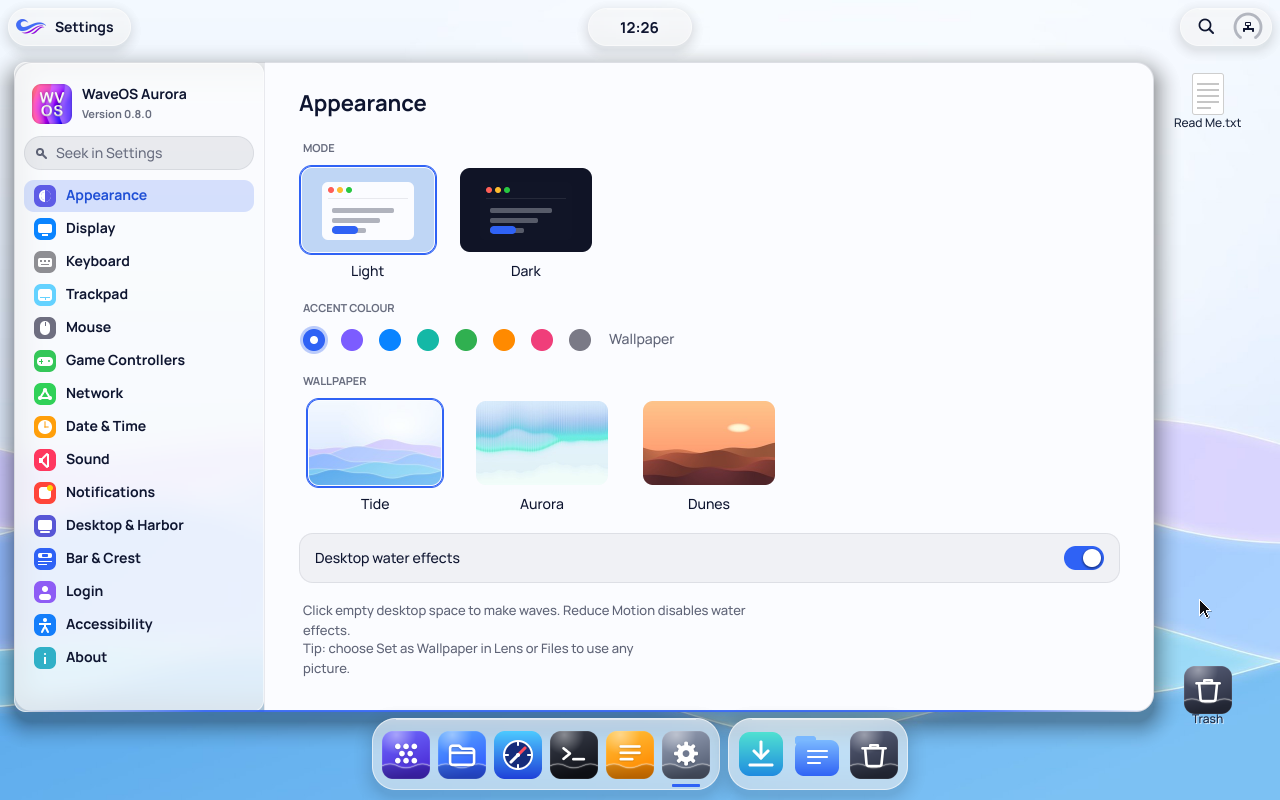 Settings
12:26
WV
OS
WaveOS Aurora
Version 0.8.0
Seek in Settings
Appearance
Display
Keyboard
Trackpad
Mouse
Game Controllers
Network
Date & Time
Sound
Notifications
Desktop & Harbor
Bar & Crest
Login
Accessibility
About
Appearance
MODE
Light
Dark
ACCENT COLOUR
Wallpaper
WALLPAPER
Tide
Aurora
Dunes
Desktop water effects
Click empty desktop space to make waves. Reduce Motion disables water
effects.
Tip: choose Set as Wallpaper in Lens or Files to use any
picture.
Read Me.txt
Trash